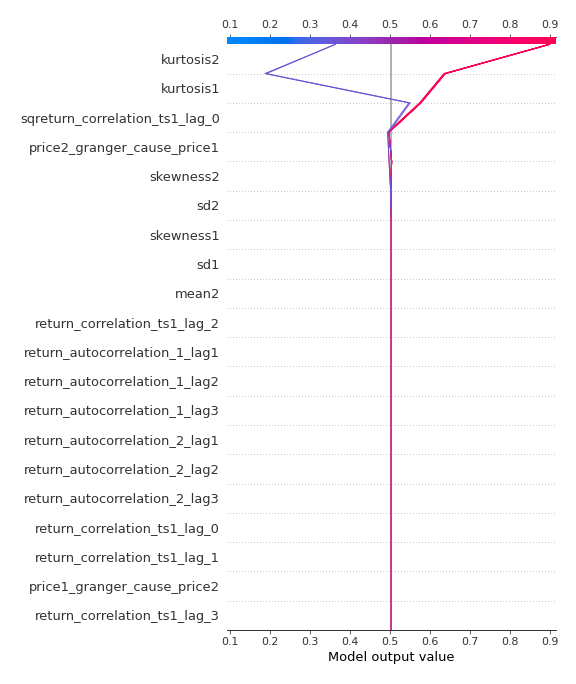 0.1 0.2 0.3 0.4 0.5 0.6 0.7 0.8 0.9
kurtosis2
kurtosis1
sqreturn_correlation_ts1_lag_0
price2_granger_cause_price1
skewness2
sd2
skewness1
sd1
mean2
return_correlation_ts1_lag_2
return_autocorrelation_1_lag1
return_autocorrelation_1_lag2
return_autocorrelation_1_lag3
return_autocorrelation_2_lag1
return_autocorrelation_2_lag2
return_autocorrelation_2_lag3
return_correlation_ts1_lag_0
return_correlation_ts1_lag_1
price1_granger_cause_price2
return_correlation_ts1_lag_3
0.1 0.2 0.3 0.4 0.5 0.6 0.7 0.8 0.9
Model output value